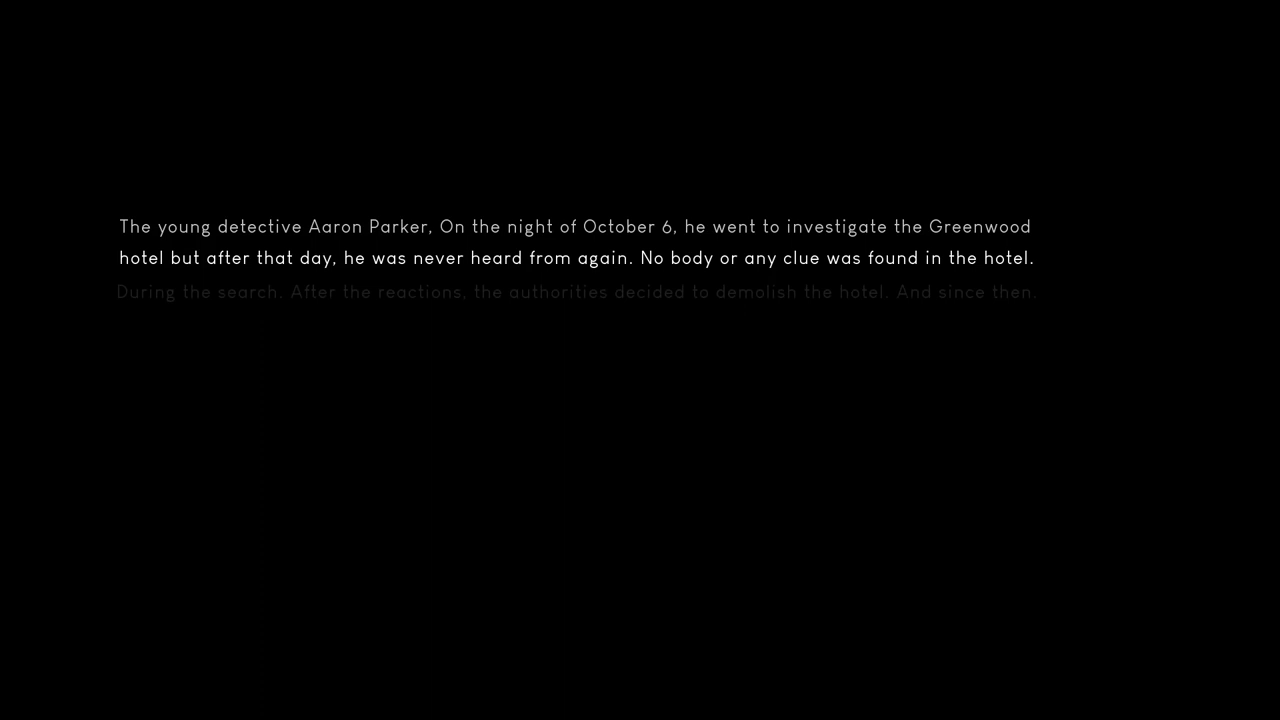 The young detective Aaron Parker, On the night of October 6, he went to investigate the Greenwood
hotel but after that day, he was never heard from again. No body or any clue was found in the hotel.
During the search. After the reactions, the authorities decided to demolish the hotel. And since then.